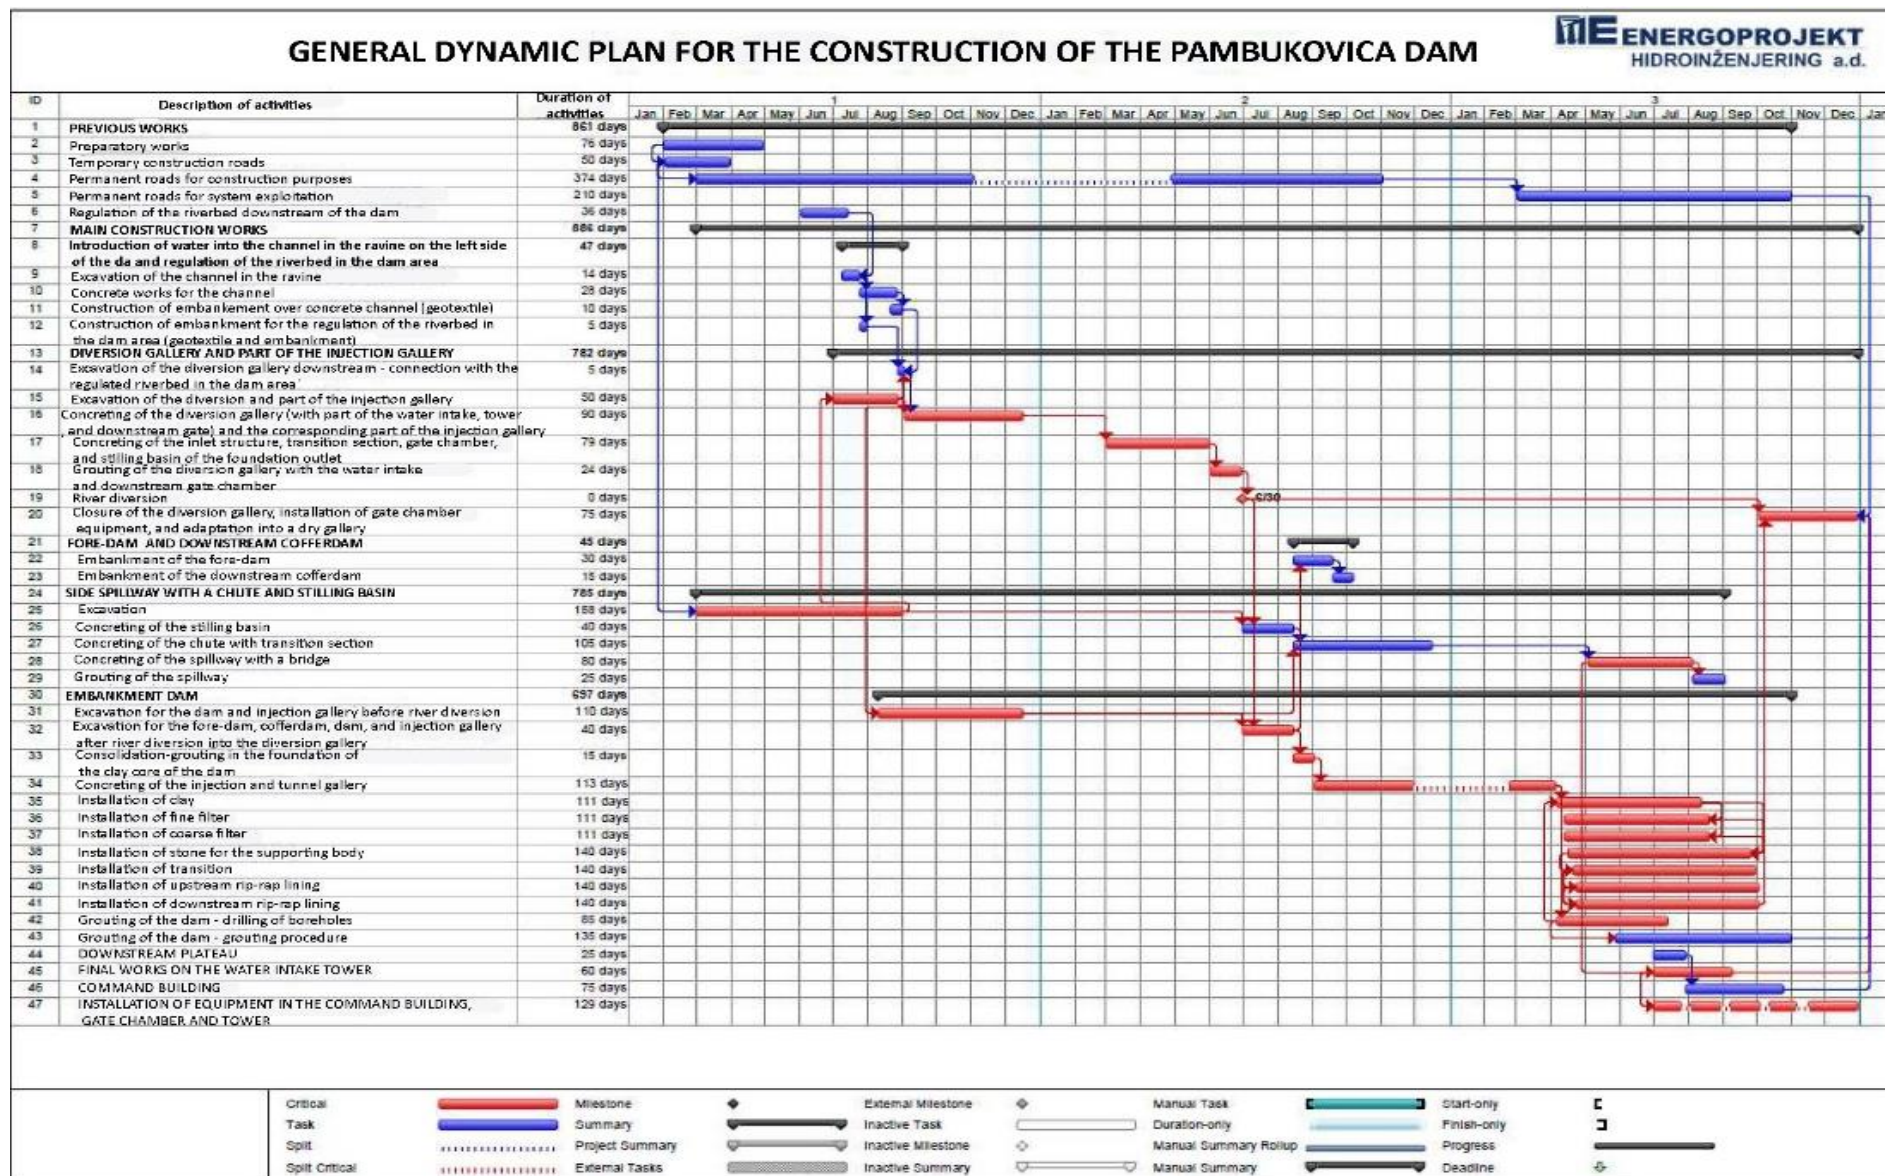 GENERAL DYNAMIC PLAN FOR THE CONSTRUCTION OF THE PAMBUKOVICA DAM
ENERGOPROJEKT
HIDROINŽENJERING a.d.
ID Description of activities Duration of activities
1 2 3
Jan Feb Mar Apr May Jun Jul Aug Sep Oct Nov Dec Jan Feb Mar Apr May Jun Jul Aug Sep Oct Nov Dec Jan Feb Mar Apr May Jun Jul Aug Sep Oct Nov Dec Jan
1 PREVIOUS WORKS 861 days
2 Preparatory works 76 days
3 Temporary construction roads 50 days
4 Permanent roads for construction purposes 374 days
5 Permanent roads for system exploitation 210 days
6 Regulation of the riverbed downstream of the dam 36 days
7 MAIN CONSTRUCTION WORKS 886 days
8 Introduction of water into the channel in the ravine on the left side 47 days
of the da and regulation of the riverbed in the dam area
9 Excavation of the channel in the ravine 14 days
10 Concrete works for the channel 28 days
11 Construction of embankement over concrete channel (geotextile) 10 days
12 Construction of embankment for the regulation of the riverbed in 5 days
the dam area (geotextile and embankment)
13 DIVERSION GALLERY AND PART OF THE INJECTION GALLERY 782 days
14 Excavation of the diversion gallery downstream - connection with the 5 days
regulated riverbed in the dam area'
15 Excavation of the diversion and part of the injection gallery 50 days
16 Concreting of the diversion gallery (with part of the water intake, tower 90 days
, and downstream gate) and the corresponding part of the injection gallery
17 Concreting of the inlet structure, transition section, gate chamber, 79 days
and stilling basin of the foundation outlet
18 Grouting of the diversion gallery with the water intake 24 days
and downstream gate chamber
19 River diversion 0 days 6/30
20 Closure of the diversion gallery, installation of gate chamber 75 days
equipment, and adaptation into a dry gallery
21 FORE-DAM AND DOWNSTREAM COFFERDAM 45 days
22 Embankment of the fore-dam 30 days
23 Embankment of the downstream cofferdam 15 days
24 SIDE SPILLWAY WITH A CHUTE AND STILLING BASIN 785 days
25 Excavation 158 days
26 Concreting of the stilling basin 40 days
27 Concreting of the chute with transition section 105 days
28 Concreting of the spillway with a bridge 80 days
29 Grouting of the spillway 25 days
30 EMBANKMENT DAM 697 days
31 Excavation for the dam and injection gallery before river diversion 110 days
32 Excavation for the fore-dam, cofferdam, dam, and injection gallery 40 days
after river diversion into the diversion gallery
33 Consolidation-grouting in the foundation of 15 days
the clay core of the dam
34 Concreting of the injection and tunnel gallery 113 days
35 Installation of clay 111 days
36 Installation of fine filter 111 days
37 Installation of coarse filter 111 days
38 Installation of stone for the supporting body 140 days
39 Installation of transition 140 days
40 Installation of upstream rip-rap lining 140 days
41 Installation of downstream rip-rap lining 140 days
42 Grouting of the dam - drilling of boreholes 85 days
43 Grouting of the dam - grouting procedure 135 days
44 DOWNSTREAM PLATEAU 25 days
45 FINAL WORKS ON THE WATER INTAKE TOWER 60 days
46 COMMAND BUILDING 75 days
47 INSTALLATION OF EQUIPMENT IN THE COMMAND BUILDING, 129 days
GATE CHAMBER AND TOWER
Critical Milestone External Milestone Manual Task Start-only
Task Summary Inactive Task Duration-only Finish-only
Split Project Summary Inactive Milestone Manual Summary Rollup Progress
Split Critical External Tasks Inactive Summary Manual Summary Deadline